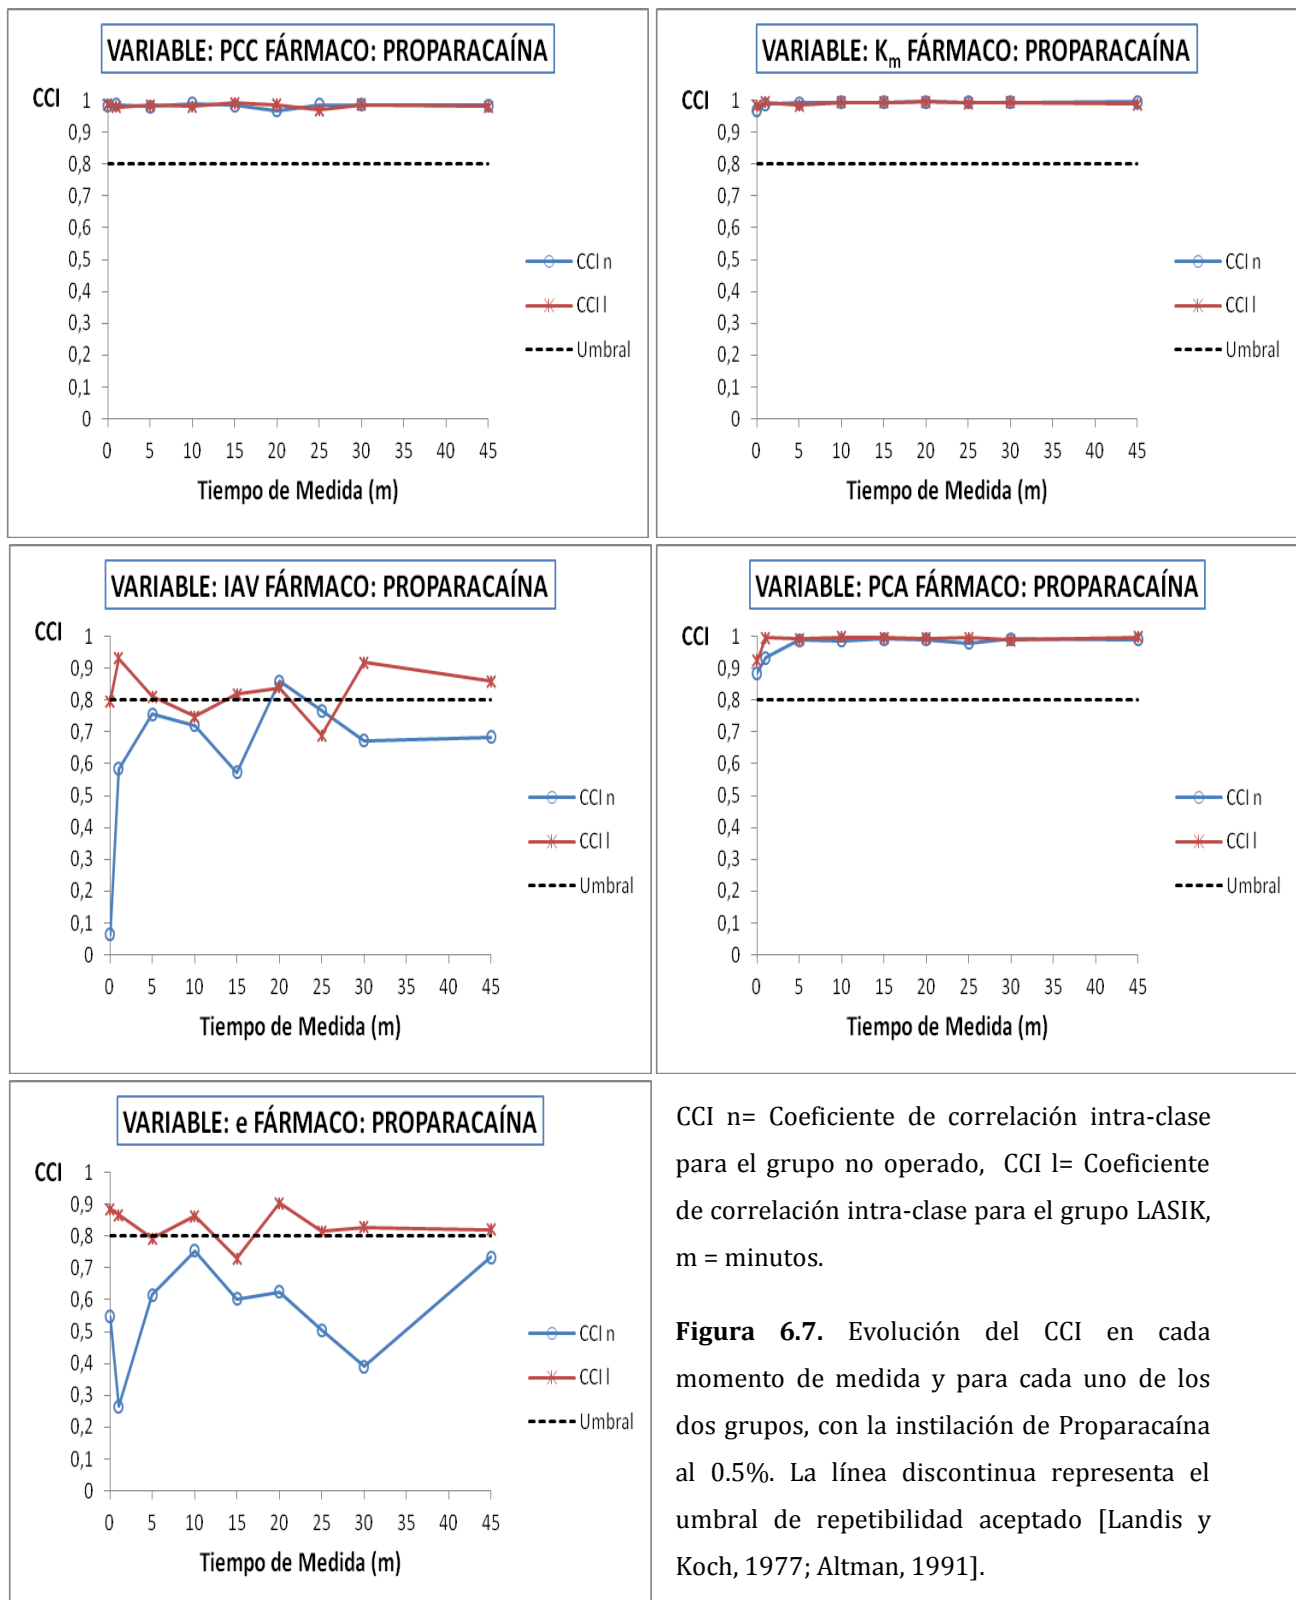 VARIABLE: PCC FÁRMACO: PROPARACAÍNA
CCI
1
0,9
0,8
0,7
0,6
0,5
0,4
0,3
0,2
0,1
0
0 5 10 15 20 25 30 35 40 45
Tiempo de Medida (m)
CCI n
CCI l
Umbral
VARIABLE: Km FÁRMACO: PROPARACAÍNA
CCI
1
0,9
0,8
0,7
0,6
0,5
0,4
0,3
0,2
0,1
0
0 5 10 15 20 25 30 35 40 45
Tiempo de Medida (m)
CCI n
CCI l
Umbral
VARIABLE: IAV FÁRMACO: PROPARACAÍNA
CCI
1
0,9
0,8
0,7
0,6
0,5
0,4
0,3
0,2
0,1
0
0 5 10 15 20 25 30 35 40 45
Tiempo de Medida (m)
CCI n
CCI l
Umbral
VARIABLE: PCA FÁRMACO: PROPARACAÍNA
CCI
1
0,9
0,8
0,7
0,6
0,5
0,4
0,3
0,2
0,1
0
0 5 10 15 20 25 30 35 40 45
Tiempo de Medida (m)
CCI n
CCI l
Umbral
VARIABLE: e FÁRMACO: PROPARACAÍNA
CCI
1
0,9
0,8
0,7
0,6
0,5
0,4
0,3
0,2
0,1
0
0 5 10 15 20 25 30 35 40 45
Tiempo de Medida (m)
CCI n
CCI l
Umbral
CCI n= Coeficiente de correlación intra-clase
para el grupo no operado, CCI l= Coeficiente
de correlación intra-clase para el grupo LASIK,
m = minutos.
Figura 6.7. Evolución del CCI en cada
momento de medida y para cada uno de los
dos grupos, con la instilación de Proparacaína
al 0.5%. La línea discontinua representa el
umbral de repetibilidad aceptado [Landis y
Koch, 1977; Altman, 1991].